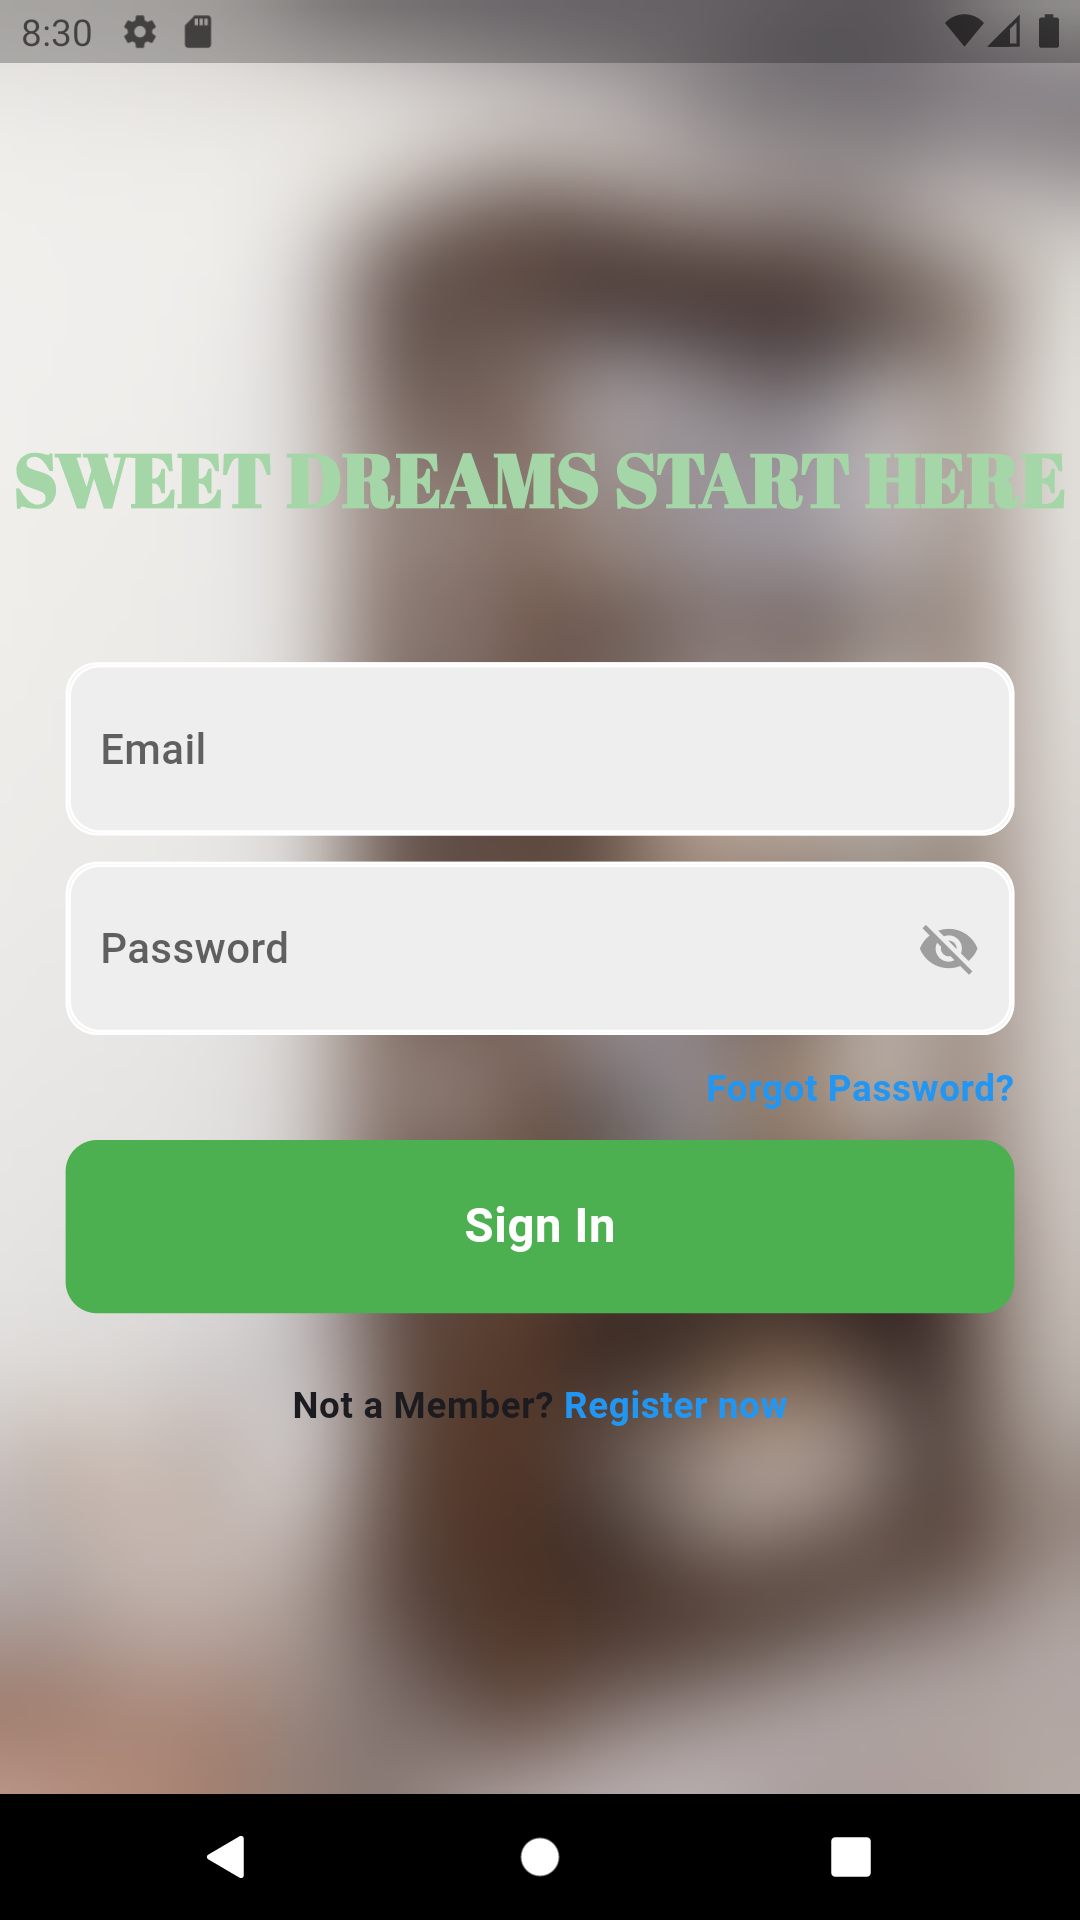 8:30
SWEET DREAMS START HERE
Email
Password
Forgot Password?
Sign In
Not a Member? Register now